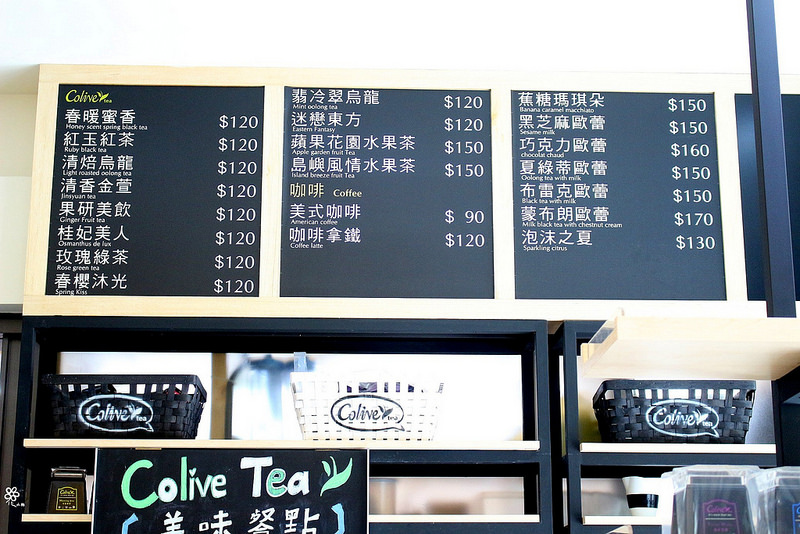 Colive tea
春暖蜜香 $120
Honey scent spring black tea
紅玉紅茶 $120
Ruby black tea
清焙烏龍 $120
Light roasted oolong tea
清香金萱 $120
Jinsyuan tea
果研美飲 $120
Ginger Fruit tea
桂妃美人 $120
Osmanthus de lux
玫瑰綠茶 $120
Rose green tea
春櫻沐光 $120
Spring Kiss
翡冷翠烏龍 $120
Mint oolong tea
迷戀東方 $120
Eastern Fantasy
蘋果花園水果茶 $150
Apple garden fruit Tea
島嶼風情水果茶 $150
Island breeze fruit Tea
咖啡 Coffee
美式咖啡 $ 90
American coffee
咖啡拿鐵 $120
Coffee latte
蕉糖瑪琪朵 $150
Banana caramel macchiato
黑芝麻歐蕾 $150
Sesame milk
巧克力歐蕾 $160
chocolat chaud
夏綠蒂歐蕾 $150
Oolong tea with milk
布雷克歐蕾 $150
Black tea with milk
蒙布朗歐蕾 $170
Milk black tea with chestnut cream
泡沫之夏 $130
Sparkling citrus
Colive tea
Colive tea
Colive tea
Colive Tea
【美味餐點】